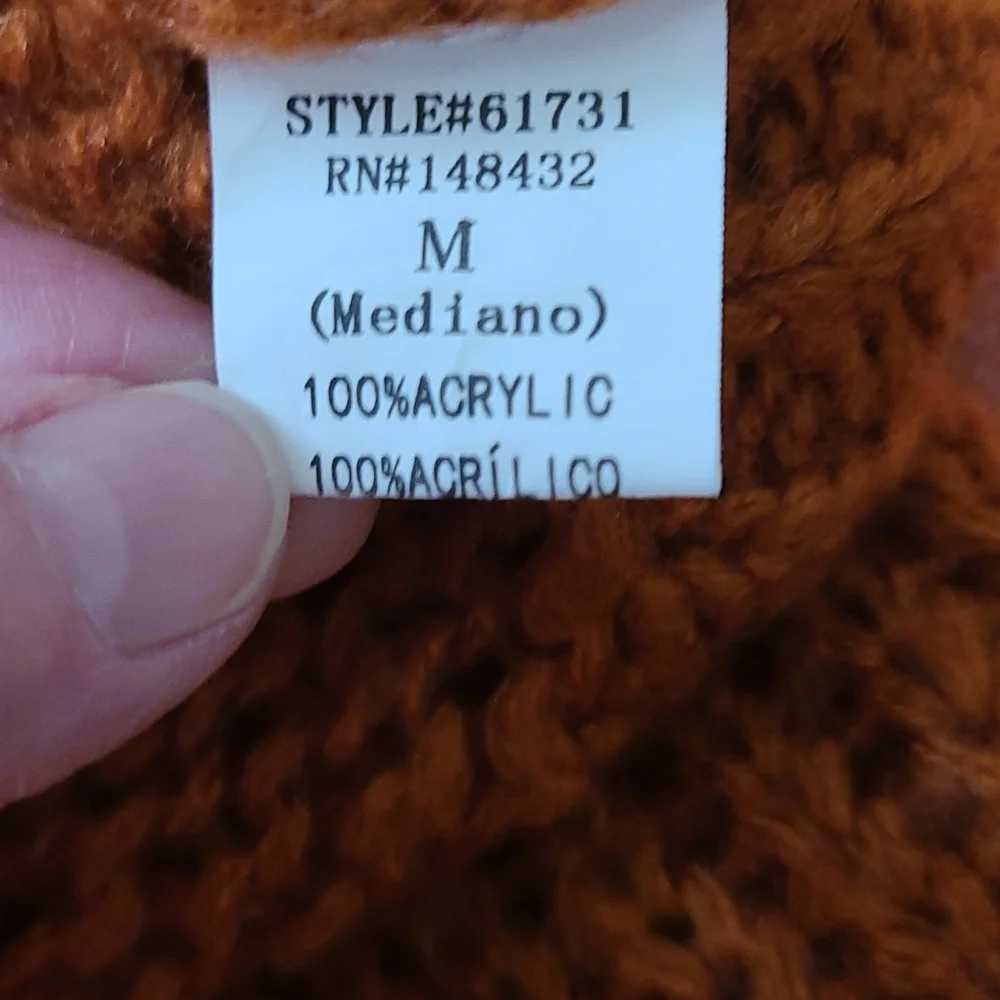 STYLE#61731
RN#148432
M
(Mediano)
100%ACRYLIC
100%ACRÍLICO